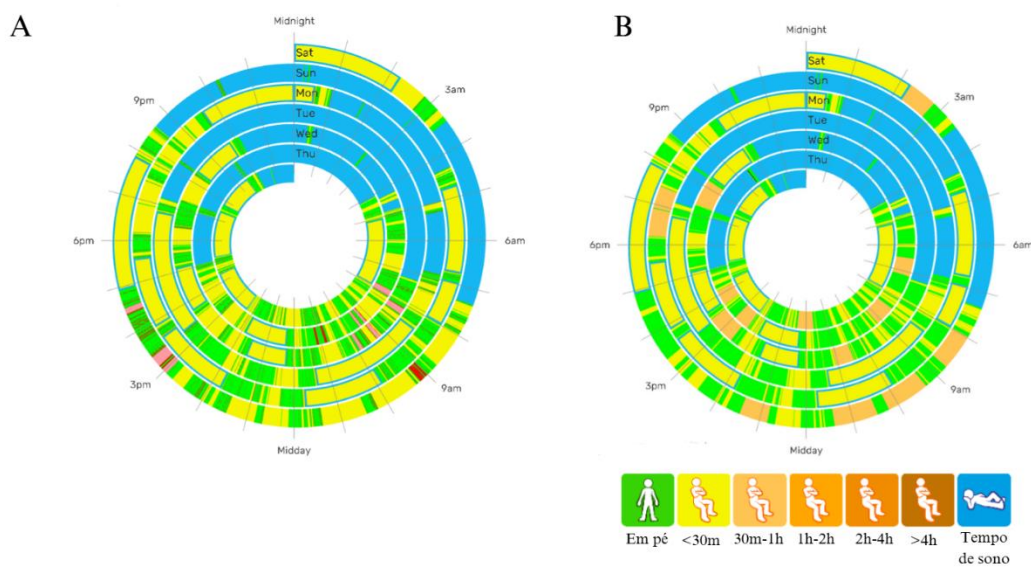 A
Midnight
Sat
Sun
Mon
Tue
Wed
Thu
3am
6am
9am
Midday
3pm
6pm
9pm
B
Midnight
Sat
Sun
Mon
Tue
Wed
Thu
3am
6am
9am
Midday
3pm
6pm
9pm
Em pé
<30m
30m-1h
1h-2h
2h-4h
>4h
Tempo
de sono